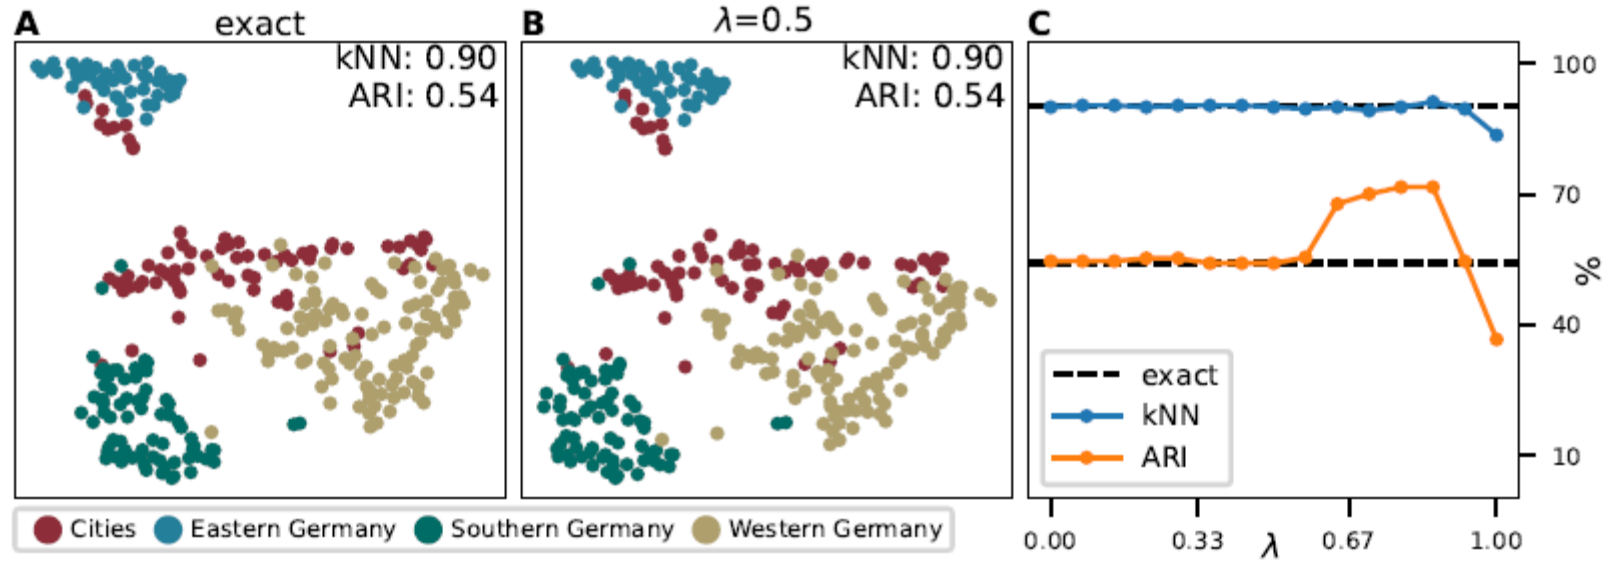 A
exact
kNN: 0.90
ARI: 0.54
B
λ=0.5
kNN: 0.90
ARI: 0.54
C
100
70
%
40
10
exact
kNN
ARI
0.00
0.33
λ
0.67
1.00
Cities
Eastern Germany
Southern Germany
Western Germany